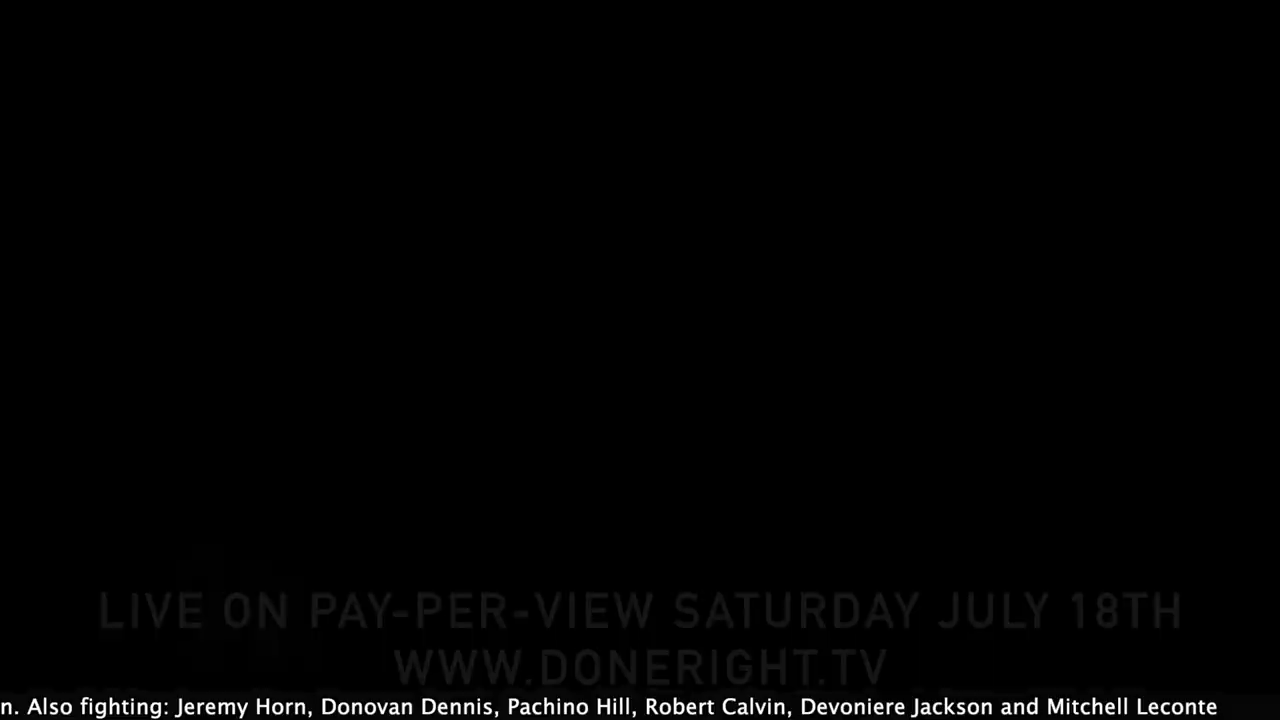 LIVE ON PAY-PER-VIEW SATURDAY JULY 18TH
WWW.DONERIGHT.TV
n. Also fighting: Jeremy Horn, Donovan Dennis, Pachino Hill, Robert Calvin, Devoniere Jackson and Mitchell Leconte